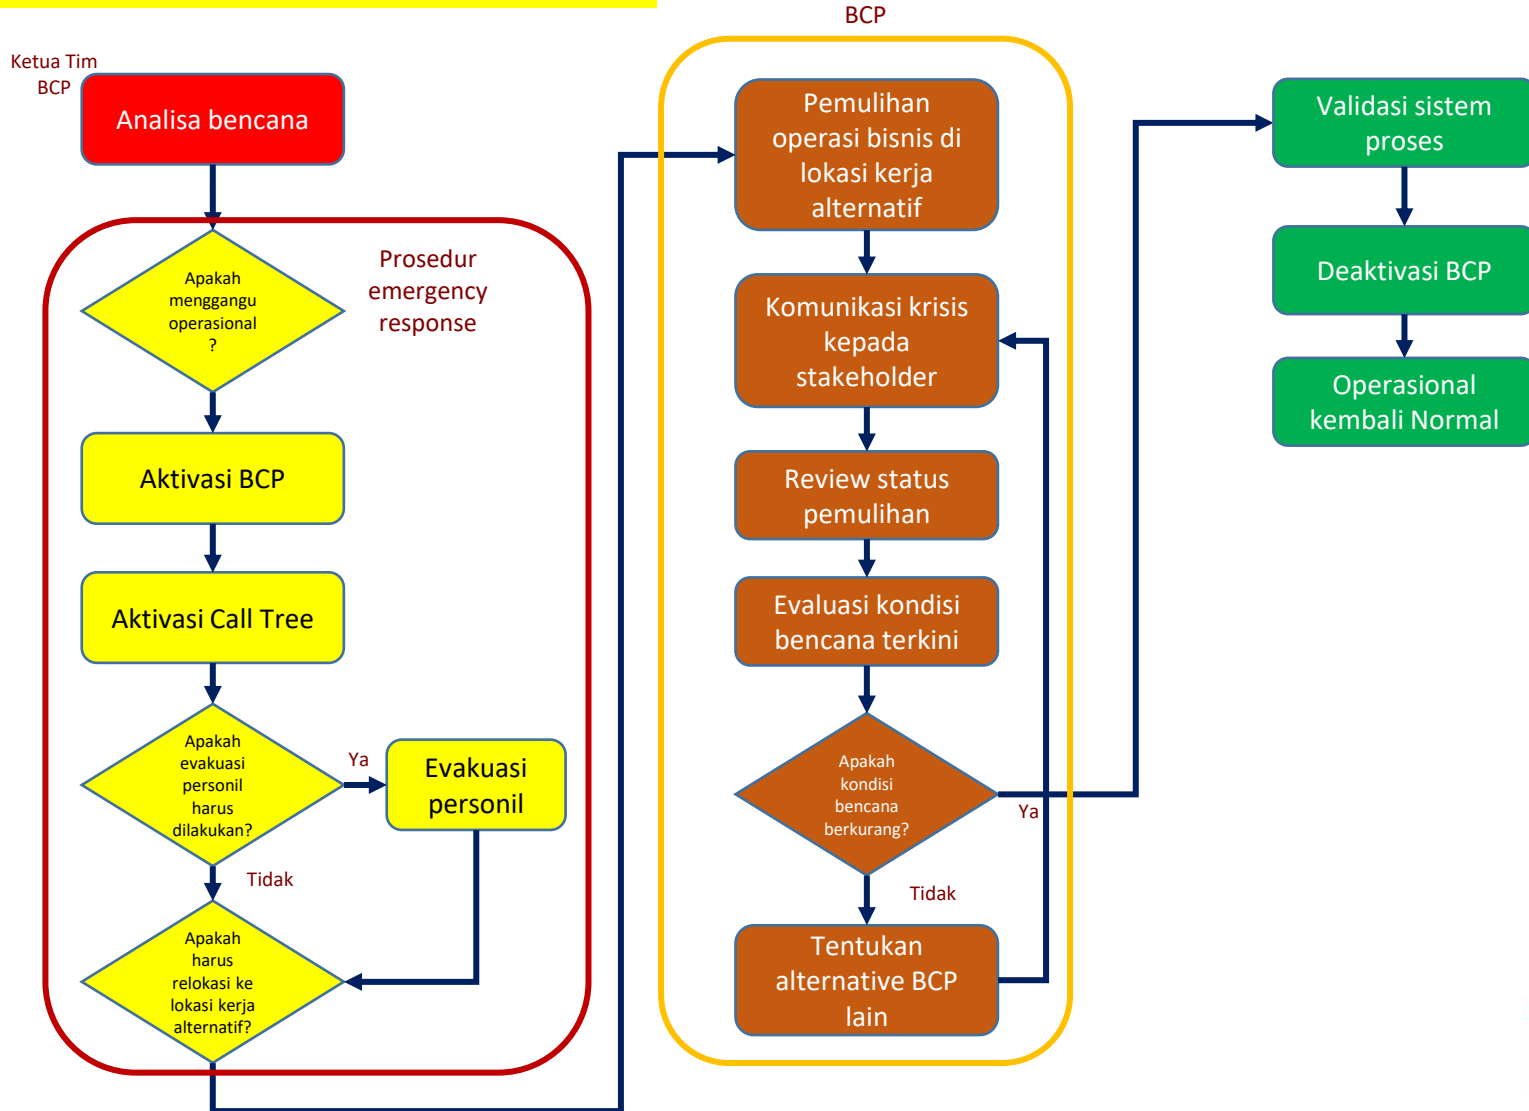 Ketua Tim
BCP
Analisa bencana
Prosedur
emergency
response
Apakah
menggangu
operasional
?
Aktivasi BCP
Aktivasi Call Tree
Apakah
evakuasi
personil
harus
dilakukan?
Ya
Evakuasi
personil
Tidak
Apakah
harus
relokasi ke
lokasi kerja
alternatif?
BCP
Pemulihan
operasi bisnis di
lokasi kerja
alternatif
Komunikasi krisis
kepada
stakeholder
Review status
pemulihan
Evaluasi kondisi
bencana terkini
Apakah
kondisi
bencana
berkurang?
Ya
Tidak
Tentukan
alternative BCP
lain
Validasi sistem
proses
Deaktivasi BCP
Operasional
kembali Normal